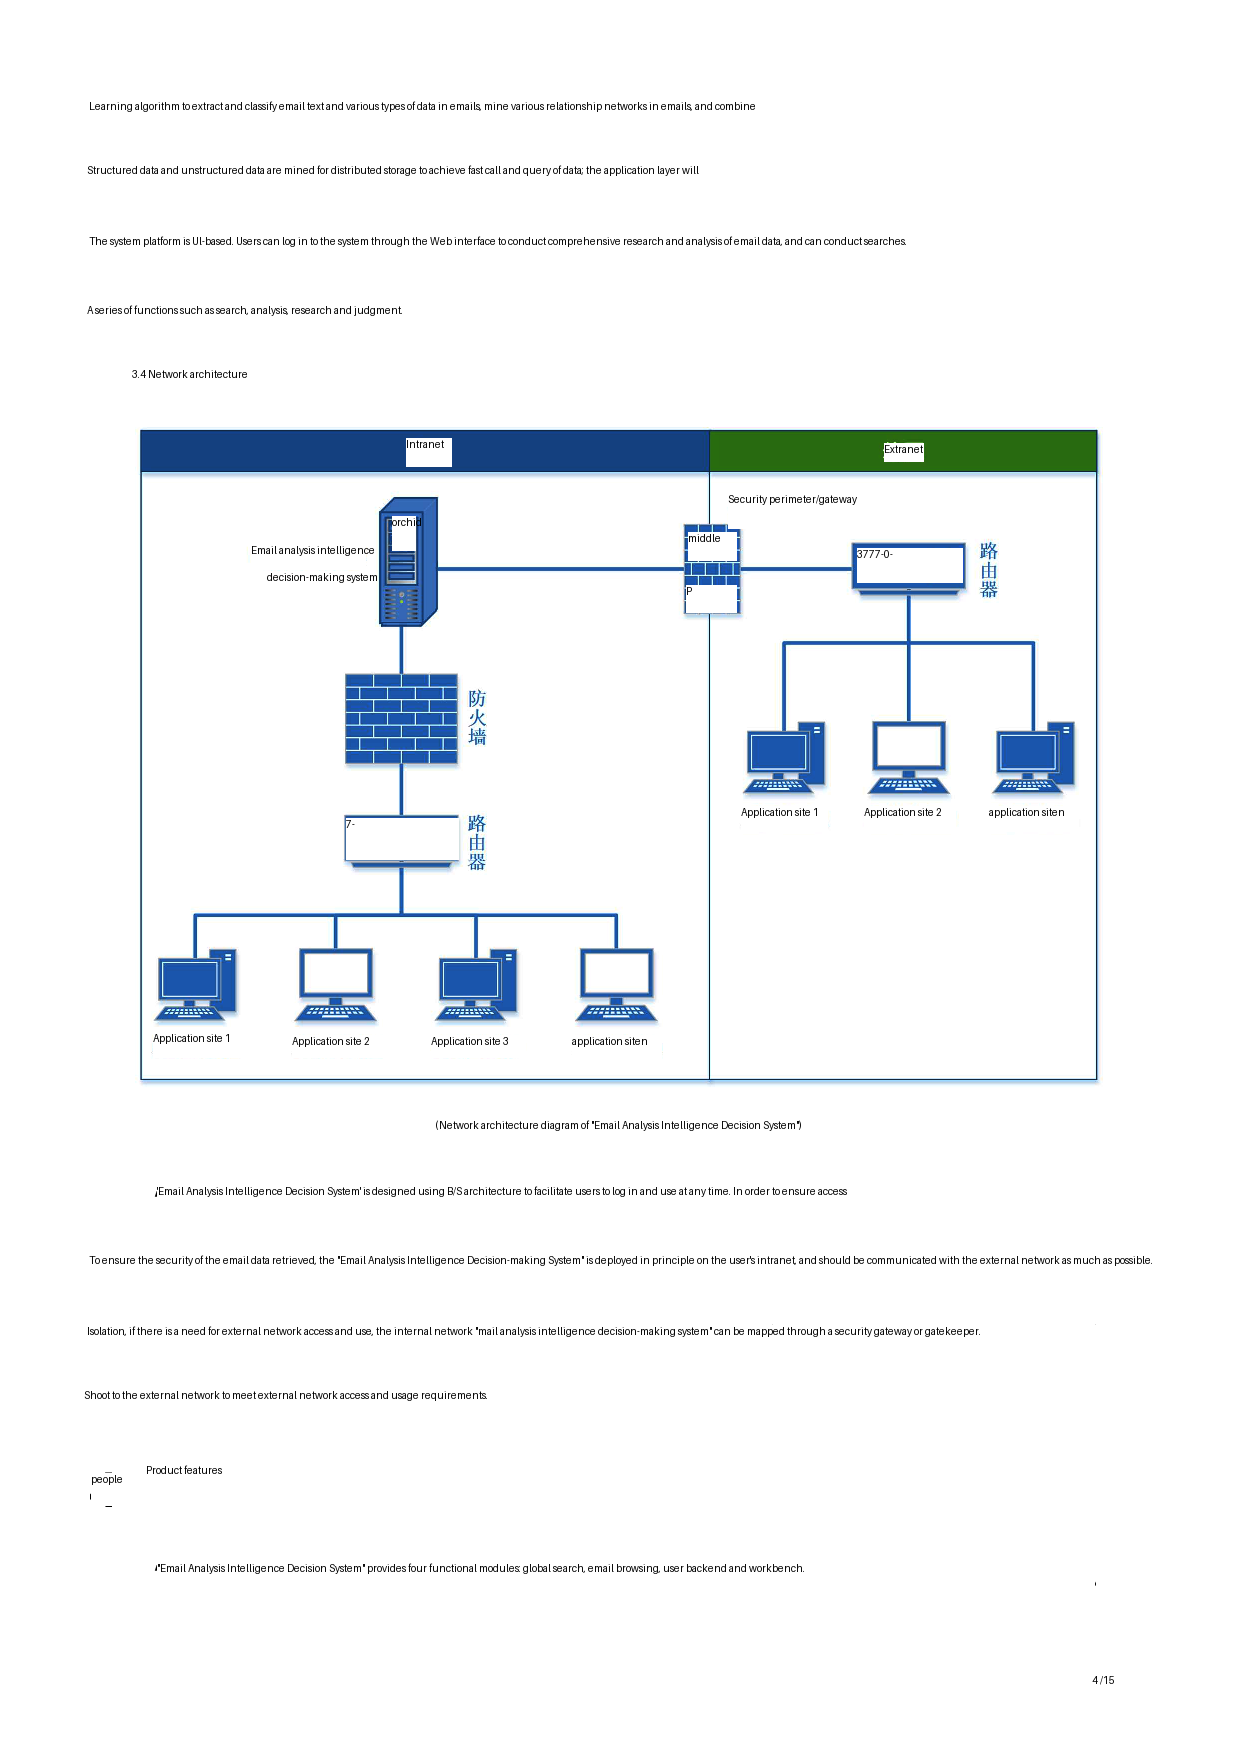 Learning algorithm to extract and classify email text and various types of data in emails, mine various relationship networks in emails, and combine
Structured data and unstructured data are mined for distributed storage to achieve fast call and query of data; the application layer will
The system platform is UI-based. Users can log in to the system through the Web interface to conduct comprehensive research and analysis of email data, and can conduct searches.
A series of functions such as search, analysis, research and judgment.
3.4 Network architecture
Intranet
Extranet
Security perimeter/gateway
orchid
Email analysis intelligence
decision-making system
middle
P
3777-0-
路由器
防火墙
7-
路由器
Application site 1
Application site 2
application siten
Application site 1
Application site 2
Application site 3
application siten
(Network architecture diagram of "Email Analysis Intelligence Decision System")
'Email Analysis Intelligence Decision System' is designed using B/S architecture to facilitate users to log in and use at any time. In order to ensure access
To ensure the security of the email data retrieved, the "Email Analysis Intelligence Decision-making System" is deployed in principle on the user's intranet, and should be communicated with the external network as much as possible.
Isolation, if there is a need for external network access and use, the internal network "mail analysis intelligence decision-making system" can be mapped through a security gateway or gatekeeper.
Shoot to the external network to meet external network access and usage requirements.
people
Product features
"Email Analysis Intelligence Decision System" provides four functional modules: global search, email browsing, user backend and workbench.
4 /15